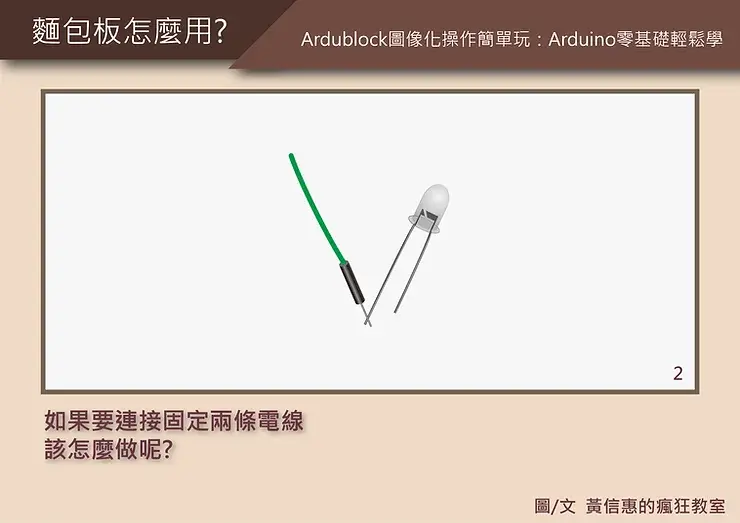 麵包板怎麼用?
Ardublock圖像化操作簡單玩：Arduino零基礎輕鬆學
2
如果要連接固定兩條電線
該怎麼做呢?
圖/文 黃信惠的瘋狂教室